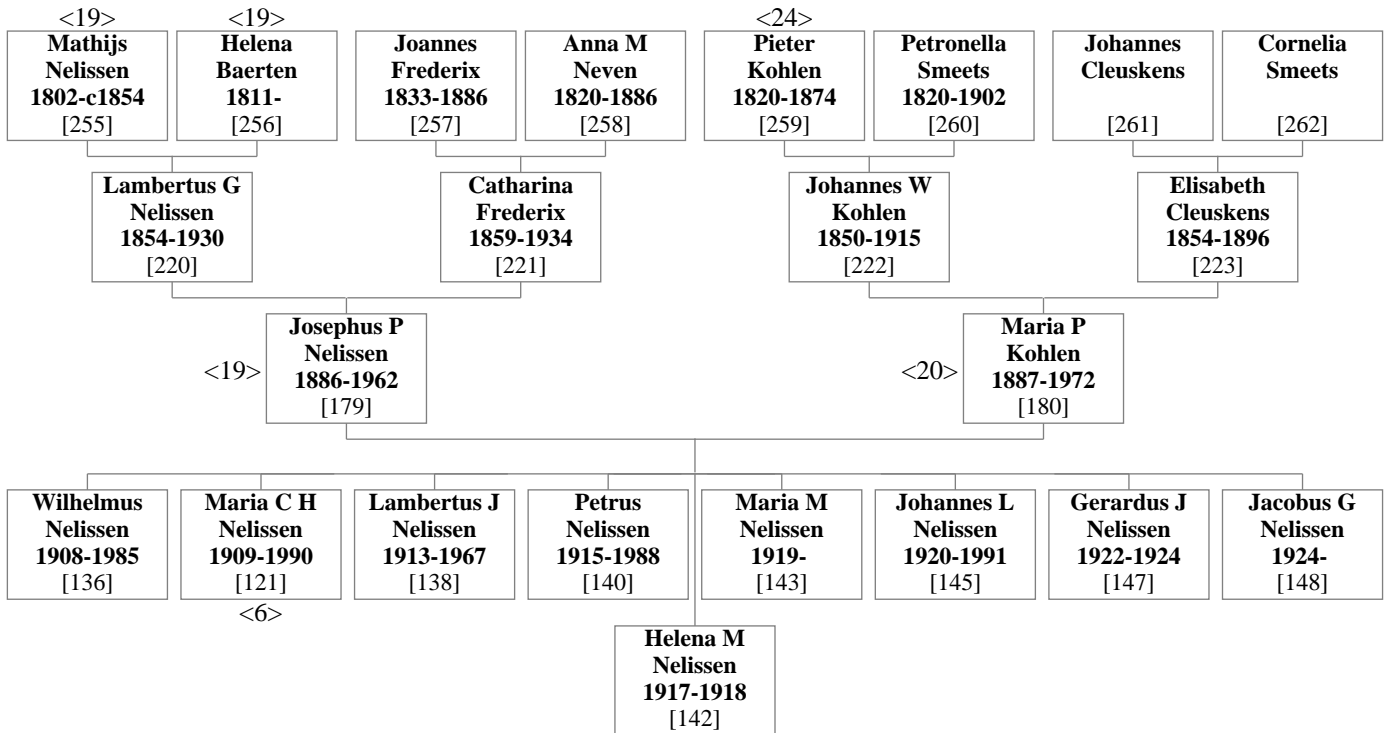 <19>
<19>
<24>
Mathijs
Nelissen
1802-c1854
[255]
Helena
Baerten
1811-
[256]
Joannes
Frederix
1833-1886
[257]
Anna M
Neven
1820-1886
[258]
Pieter
Kohlen
1820-1874
[259]
Petronella
Smeets
1820-1902
[260]
Johannes
Cleuskens
[261]
Cornelia
Smeets
[262]
Lambertus G
Nelissen
1854-1930
[220]
Catharina
Frederix
1859-1934
[221]
Johannes W
Kohlen
1850-1915
[222]
Elisabeth
Cleuskens
1854-1896
[223]
<19>
Josephus P
Nelissen
1886-1962
[179]
<20>
Maria P
Kohlen
1887-1972
[180]
Wilhelmus
Nelissen
1908-1985
[136]
Maria C H
Nelissen
1909-1990
[121]
<6>
Lambertus J
Nelissen
1913-1967
[138]
Petrus
Nelissen
1915-1988
[140]
Maria M
Nelissen
1919-
[143]
Johannes L
Nelissen
1920-1991
[145]
Gerardus J
Nelissen
1922-1924
[147]
Jacobus G
Nelissen
1924-
[148]
Helena M
Nelissen
1917-1918
[142]